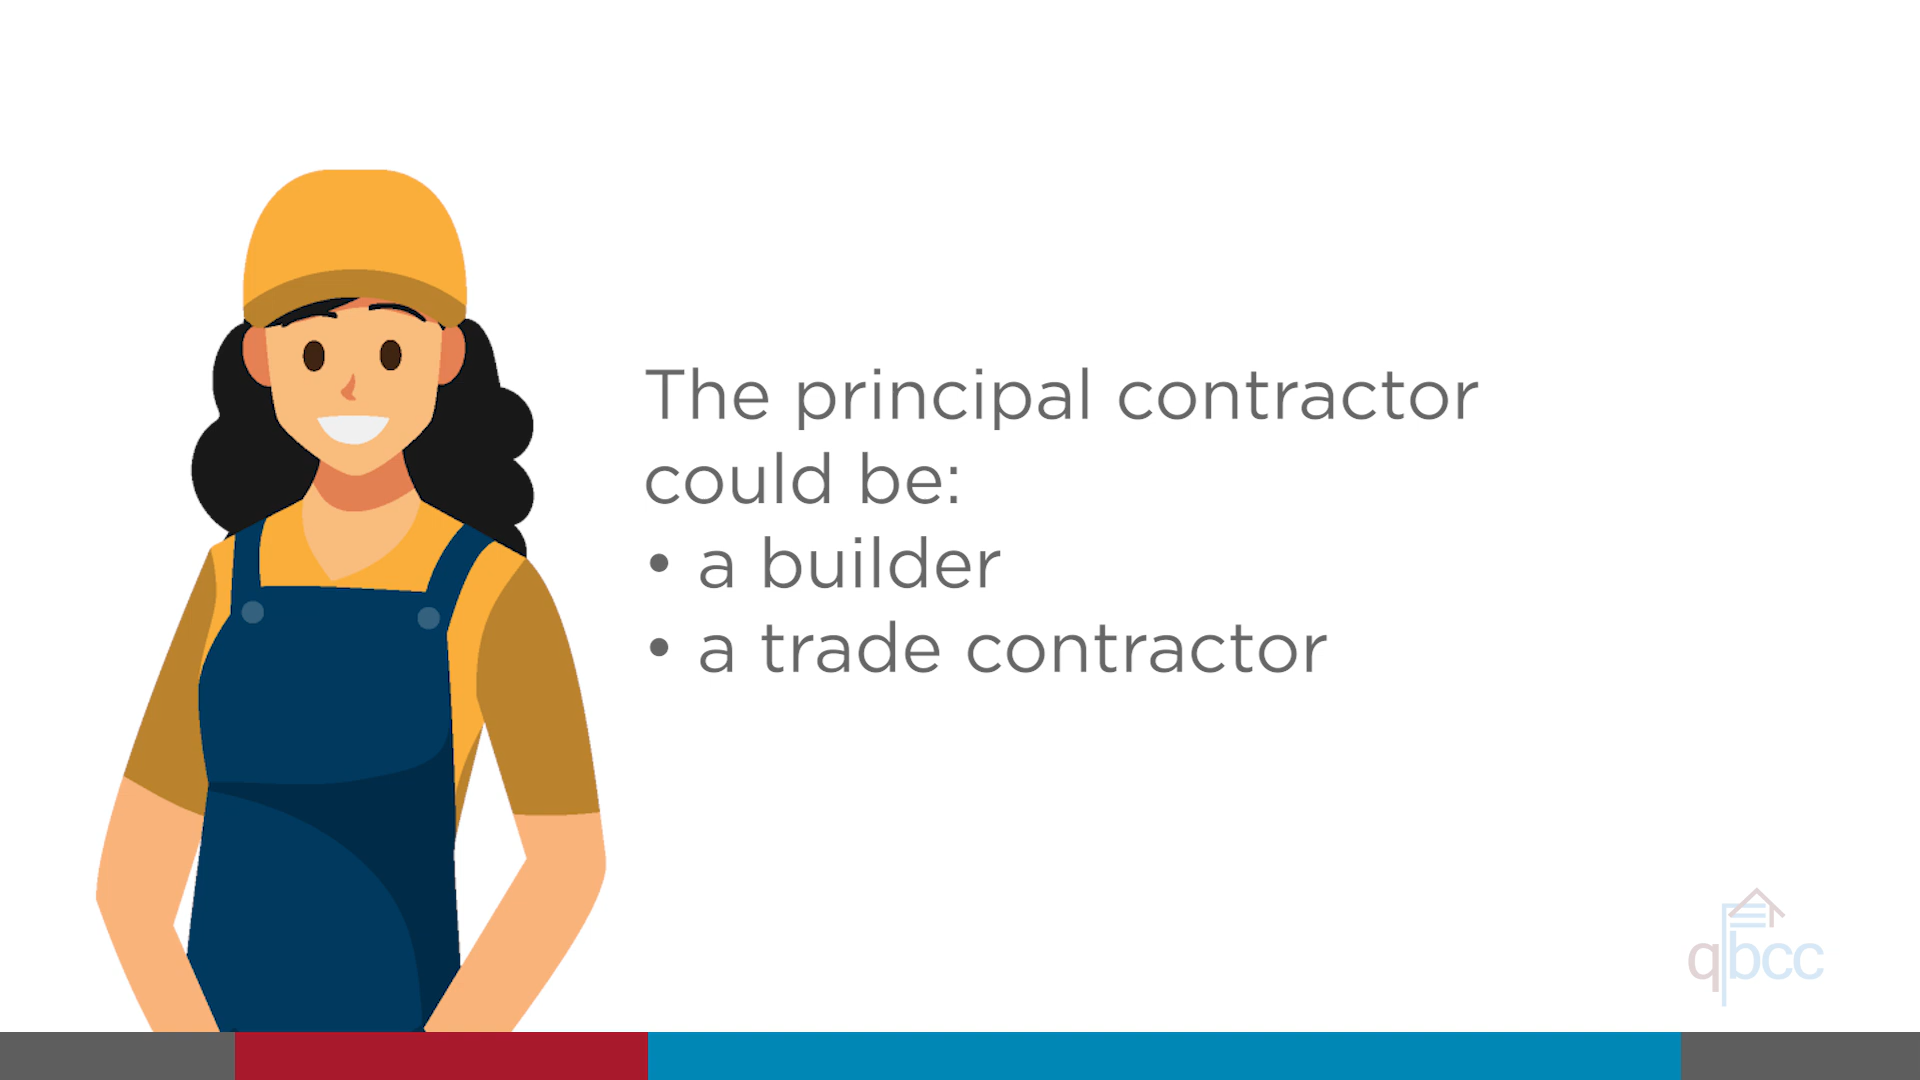 The principal contractor
could be:
• a builder
• a trade contractor
qbcc